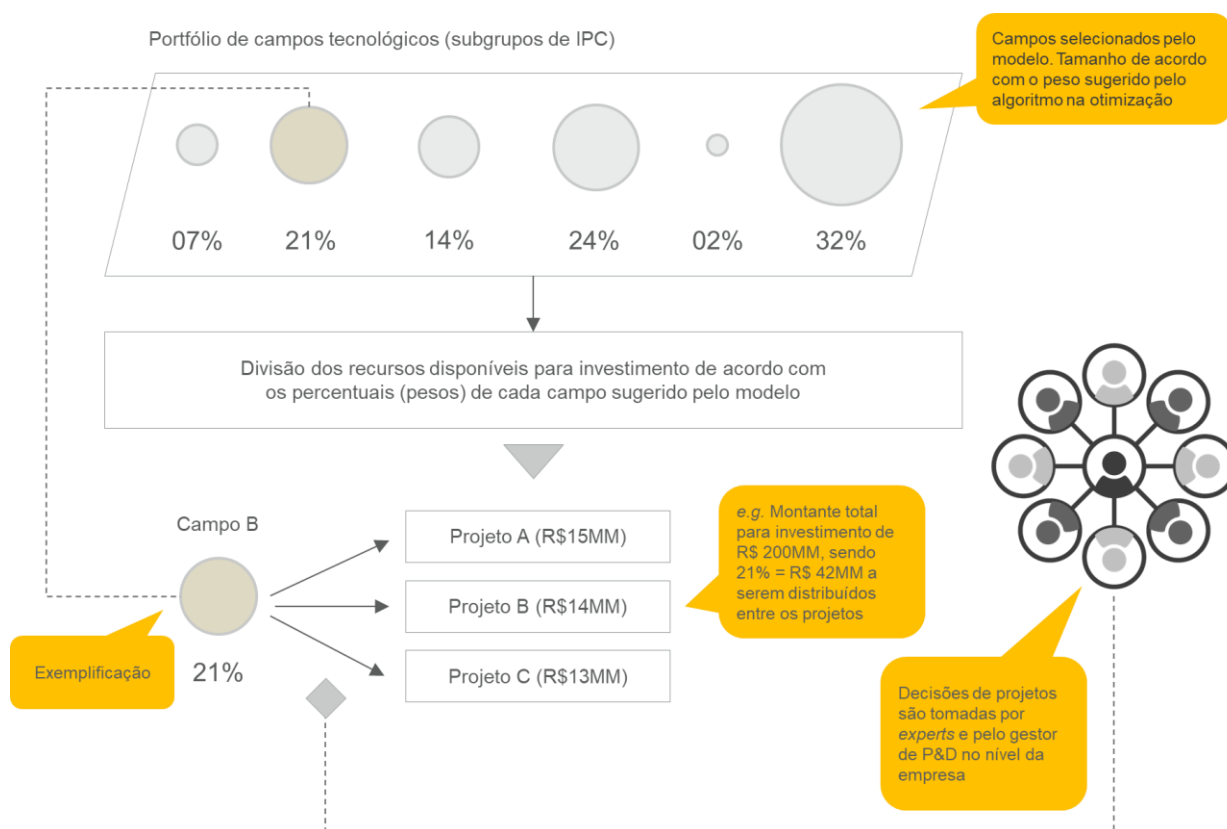 Portfólio de campos tecnológicos (subgrupos de IPC)
Campos selecionados pelo
modelo. Tamanho de acordo
com o peso sugerido pelo
algoritmo na otimização
07%
21%
14%
24%
02%
32%
Divisão dos recursos disponíveis para investimento de acordo com
os percentuais (pesos) de cada campo sugerido pelo modelo
Campo B
21%
Exemplificação
Projeto A (R$15MM)
Projeto B (R$14MM)
Projeto C (R$13MM)
e.g. Montante total
para investimento de
R$ 200MM, sendo
21% = R$ 42MM a
serem distribuídos
entre os projetos
Decisões de projetos
são tomadas por
experts e pelo gestor
de P&D no nível da
empresa